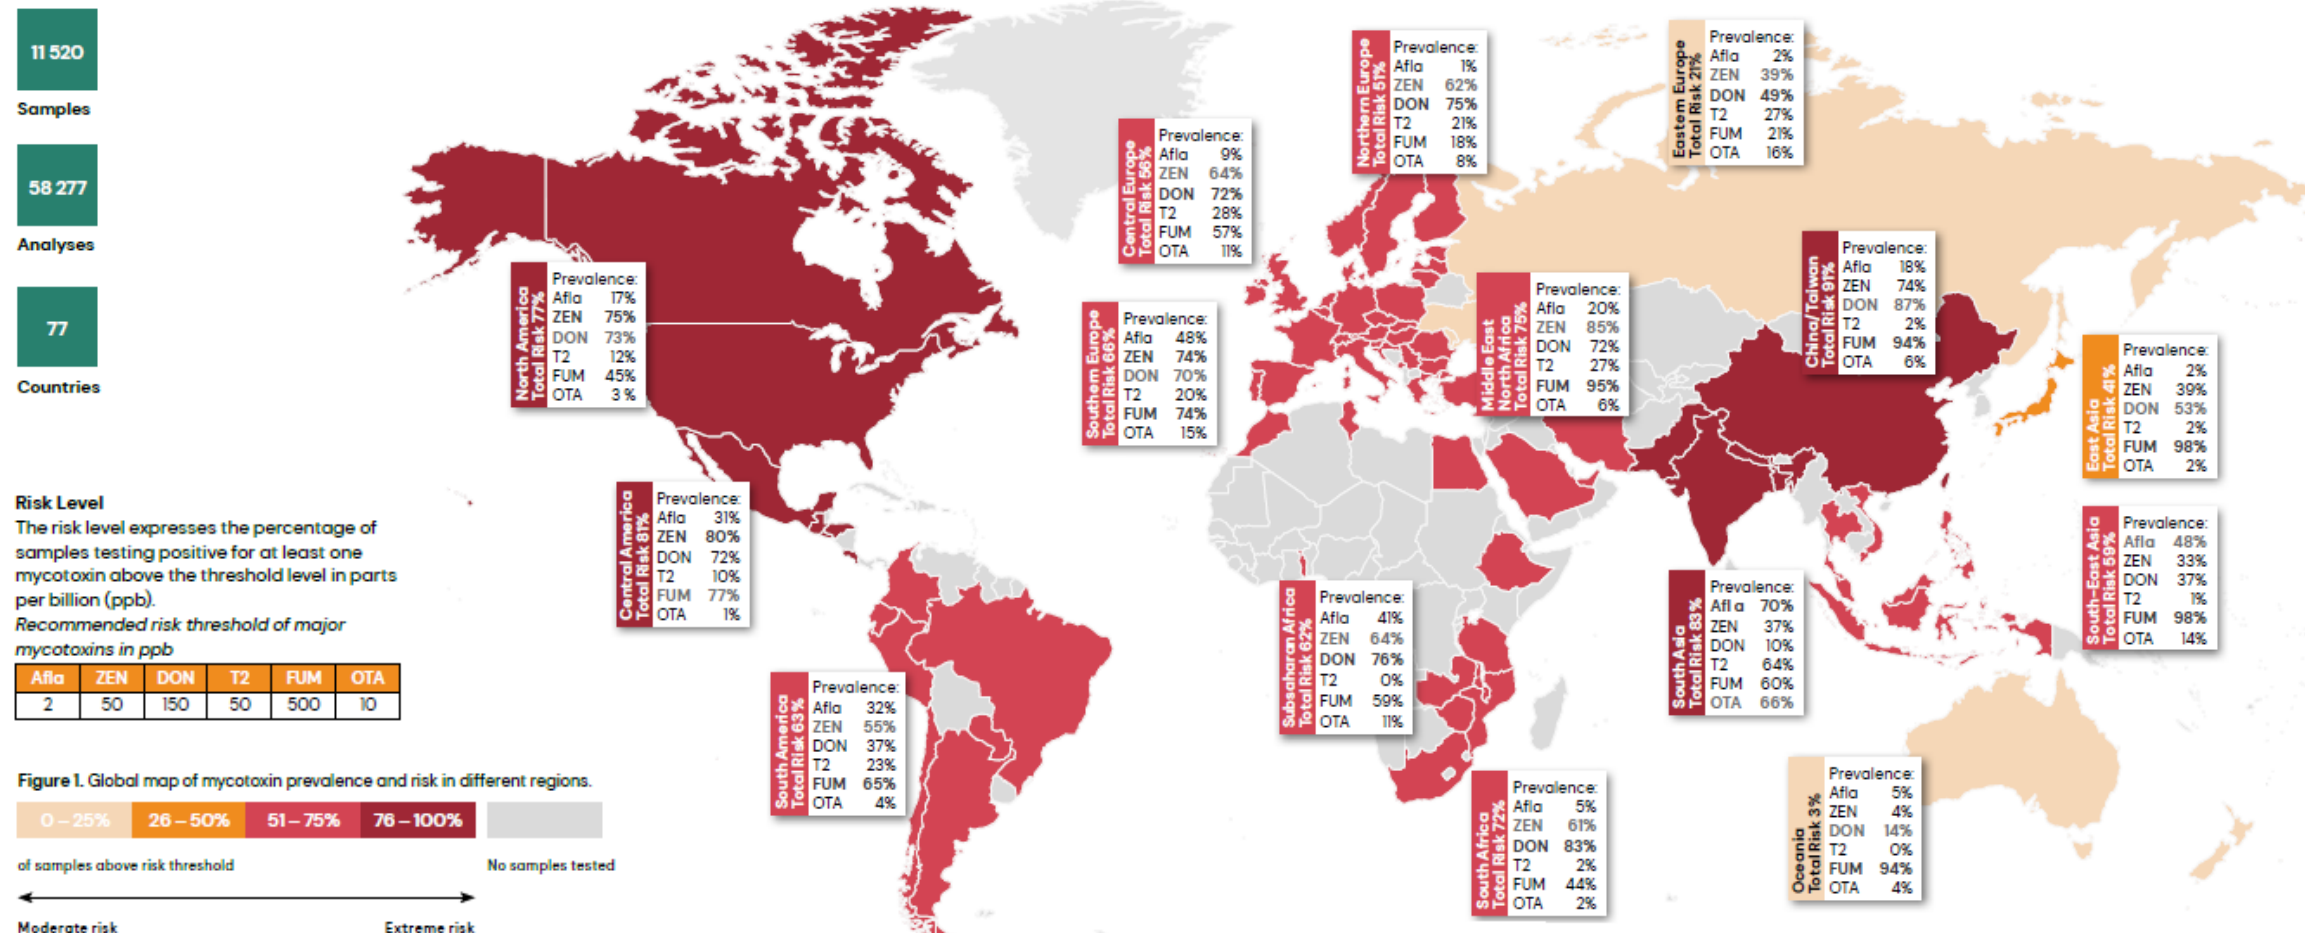 11 520
Samples
58 277
Analyses
77
Countries
Risk Level
The risk level expresses the percentage of
samples testing positive for at least one
mycotoxin above the threshold level in parts
per billion (ppb).
Recommended risk threshold of major
mycotoxins in ppb
Afla ZEN DON T2 FUM OTA
2 50 150 50 500 10
Figure 1. Global map of mycotoxin prevalence and risk in different regions.
0 – 25% 26 – 50% 51 – 75% 76 – 100%
of samples above risk threshold
No samples tested
Moderate risk
Extreme risk
North America
Total Risk 77%
Prevalence:
Afla 17%
ZEN 75%
DON 73%
T2 12%
FUM 45%
OTA 3 %
Central America
Total Risk 81%
Prevalence:
Afla 31%
ZEN 80%
DON 72%
T2 10%
FUM 77%
OTA 1%
South America
Total Risk 63%
Prevalence:
Afla 32%
ZEN 55%
DON 37%
T2 23%
FUM 65%
OTA 4%
Central Europe
Total Risk 56%
Prevalence:
Afla 9%
ZEN 64%
DON 72%
T2 28%
FUM 57%
OTA 11%
Southern Europe
Total Risk 66%
Prevalence:
Afla 48%
ZEN 74%
DON 70%
T2 20%
FUM 74%
OTA 15%
Northern Europe
Total Risk 51%
Prevalence:
Afla 1%
ZEN 62%
DON 75%
T2 21%
FUM 18%
OTA 8%
Eastern Europe
Total Risk 21%
Prevalence:
Afla 2%
ZEN 39%
DON 49%
T2 27%
FUM 21%
OTA 16%
Middle East
North Africa
Total Risk 75%
Prevalence:
Afla 20%
ZEN 85%
DON 72%
T2 27%
FUM 95%
OTA 6%
China/Taiwan
Total Risk 91%
Prevalence:
Afla 18%
ZEN 74%
DON 87%
T2 2%
FUM 94%
OTA 6%
East Asia
Total Risk 41%
Prevalence:
Afla 2%
ZEN 39%
DON 53%
T2 2%
FUM 98%
OTA 2%
South-East Asia
Total Risk 59%
Prevalence:
Afla 48%
ZEN 33%
DON 37%
T2 1%
FUM 98%
OTA 14%
Subsaharan Africa
Total Risk 62%
Prevalence:
Afla 41%
ZEN 64%
DON 76%
T2 0%
FUM 59%
OTA 11%
South Asia
Total Risk 83%
Prevalence:
Afl a 70%
ZEN 37%
DON 10%
T2 64%
FUM 60%
OTA 66%
South Africa
Total Risk 72%
Prevalence:
Afla 5%
ZEN 61%
DON 83%
T2 2%
FUM 44%
OTA 2%
Oceania
Total Risk 3%
Prevalence:
Afla 5%
ZEN 4%
DON 14%
T2 0%
FUM 94%
OTA 4%